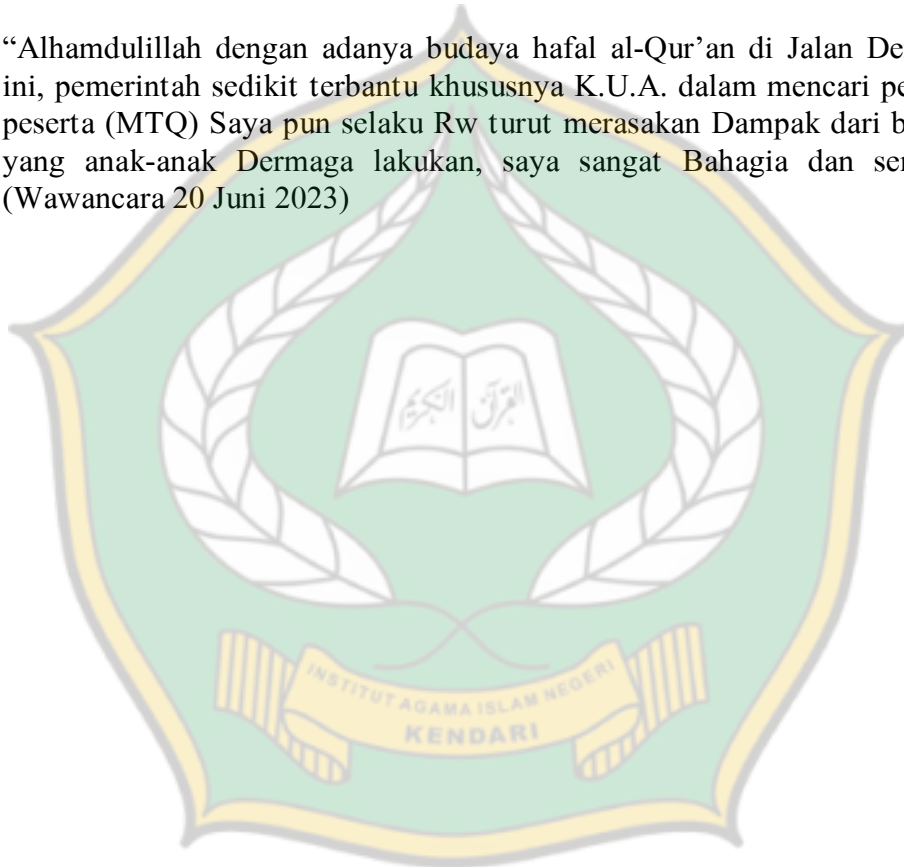 “Alhamdulillah dengan adanya budaya hafal al-Qur’an di Jalan De
ini, pemerintah sedikit terbantu khususnya K.U.A. dalam mencari pe
peserta (MTQ) Saya pun selaku Rw turut merasakan Dampak dari b
yang anak-anak Dermaga lakukan, saya sangat Bahagia dan se
(Wawancara 20 Juni 2023)
القرآن الكريم
INSTITUT AGAMA ISLAM NEGERI
KENDARI